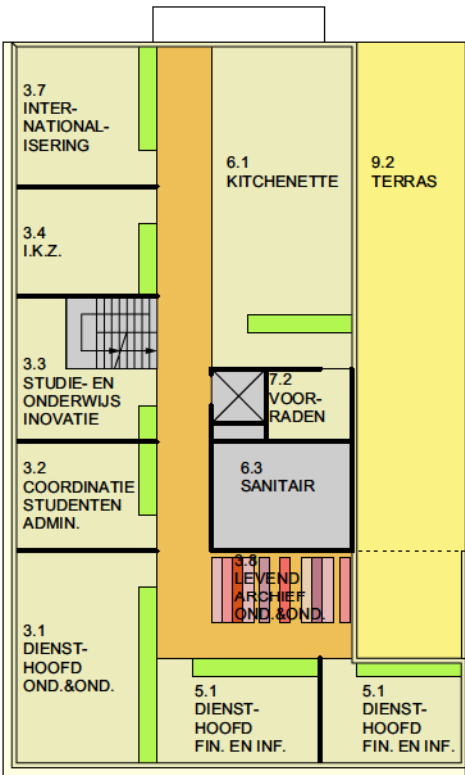 3.7
INTER-
NATIONAL-
ISERING
6.1
KITCHENETTE
9.2
TERRAS
3.4
I.K.Z.
3.3
STUDIE- EN
ONDERWIJS
INOVATIE
7.2
VOOR-
RADEN
3.2
COORDINATIE
STUDENTEN
ADMIN.
6.3
SANITAIR
3.8
LEVEND
ARCHIEF
OND.&OND.
3.1
DIENST-
HOOFD
OND.&OND.
5.1
DIENST-
HOOFD
FIN. EN INF.
5.1
DIENST-
HOOFD
FIN. EN INF.